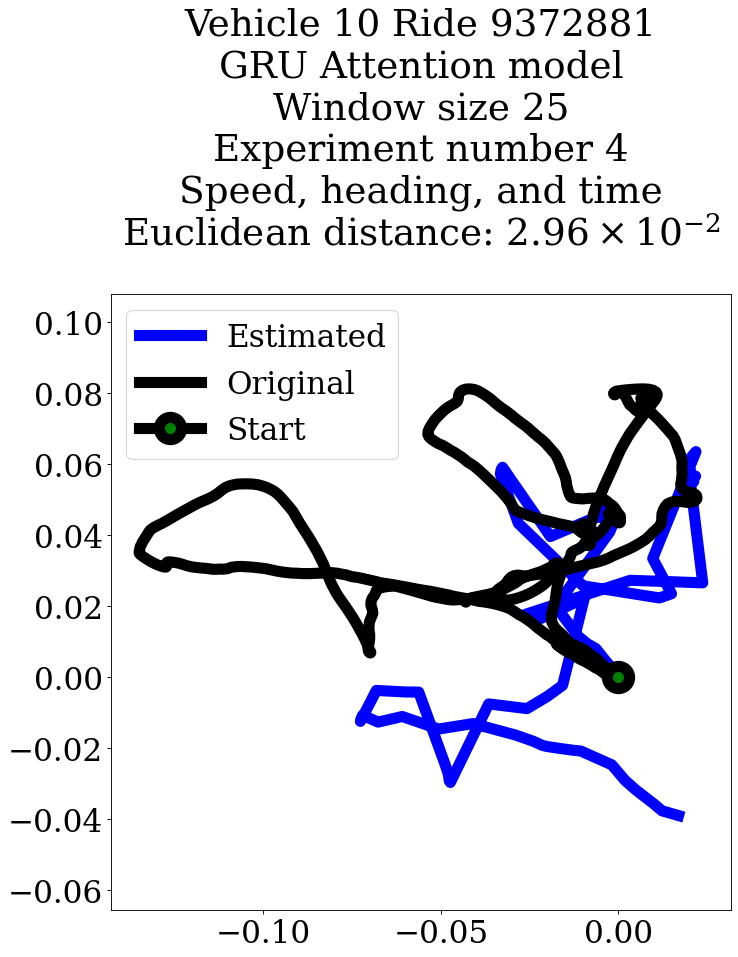 Vehicle 10 Ride 9372881
GRU Attention model
Window size 25
Experiment number 4
Speed, heading, and time
Euclidean distance: 2.96 × 10⁻²
Estimated
Original
Start
0.10
0.08
0.06
0.04
0.02
0.00
−0.02
−0.04
−0.06
−0.10
−0.05
0.00